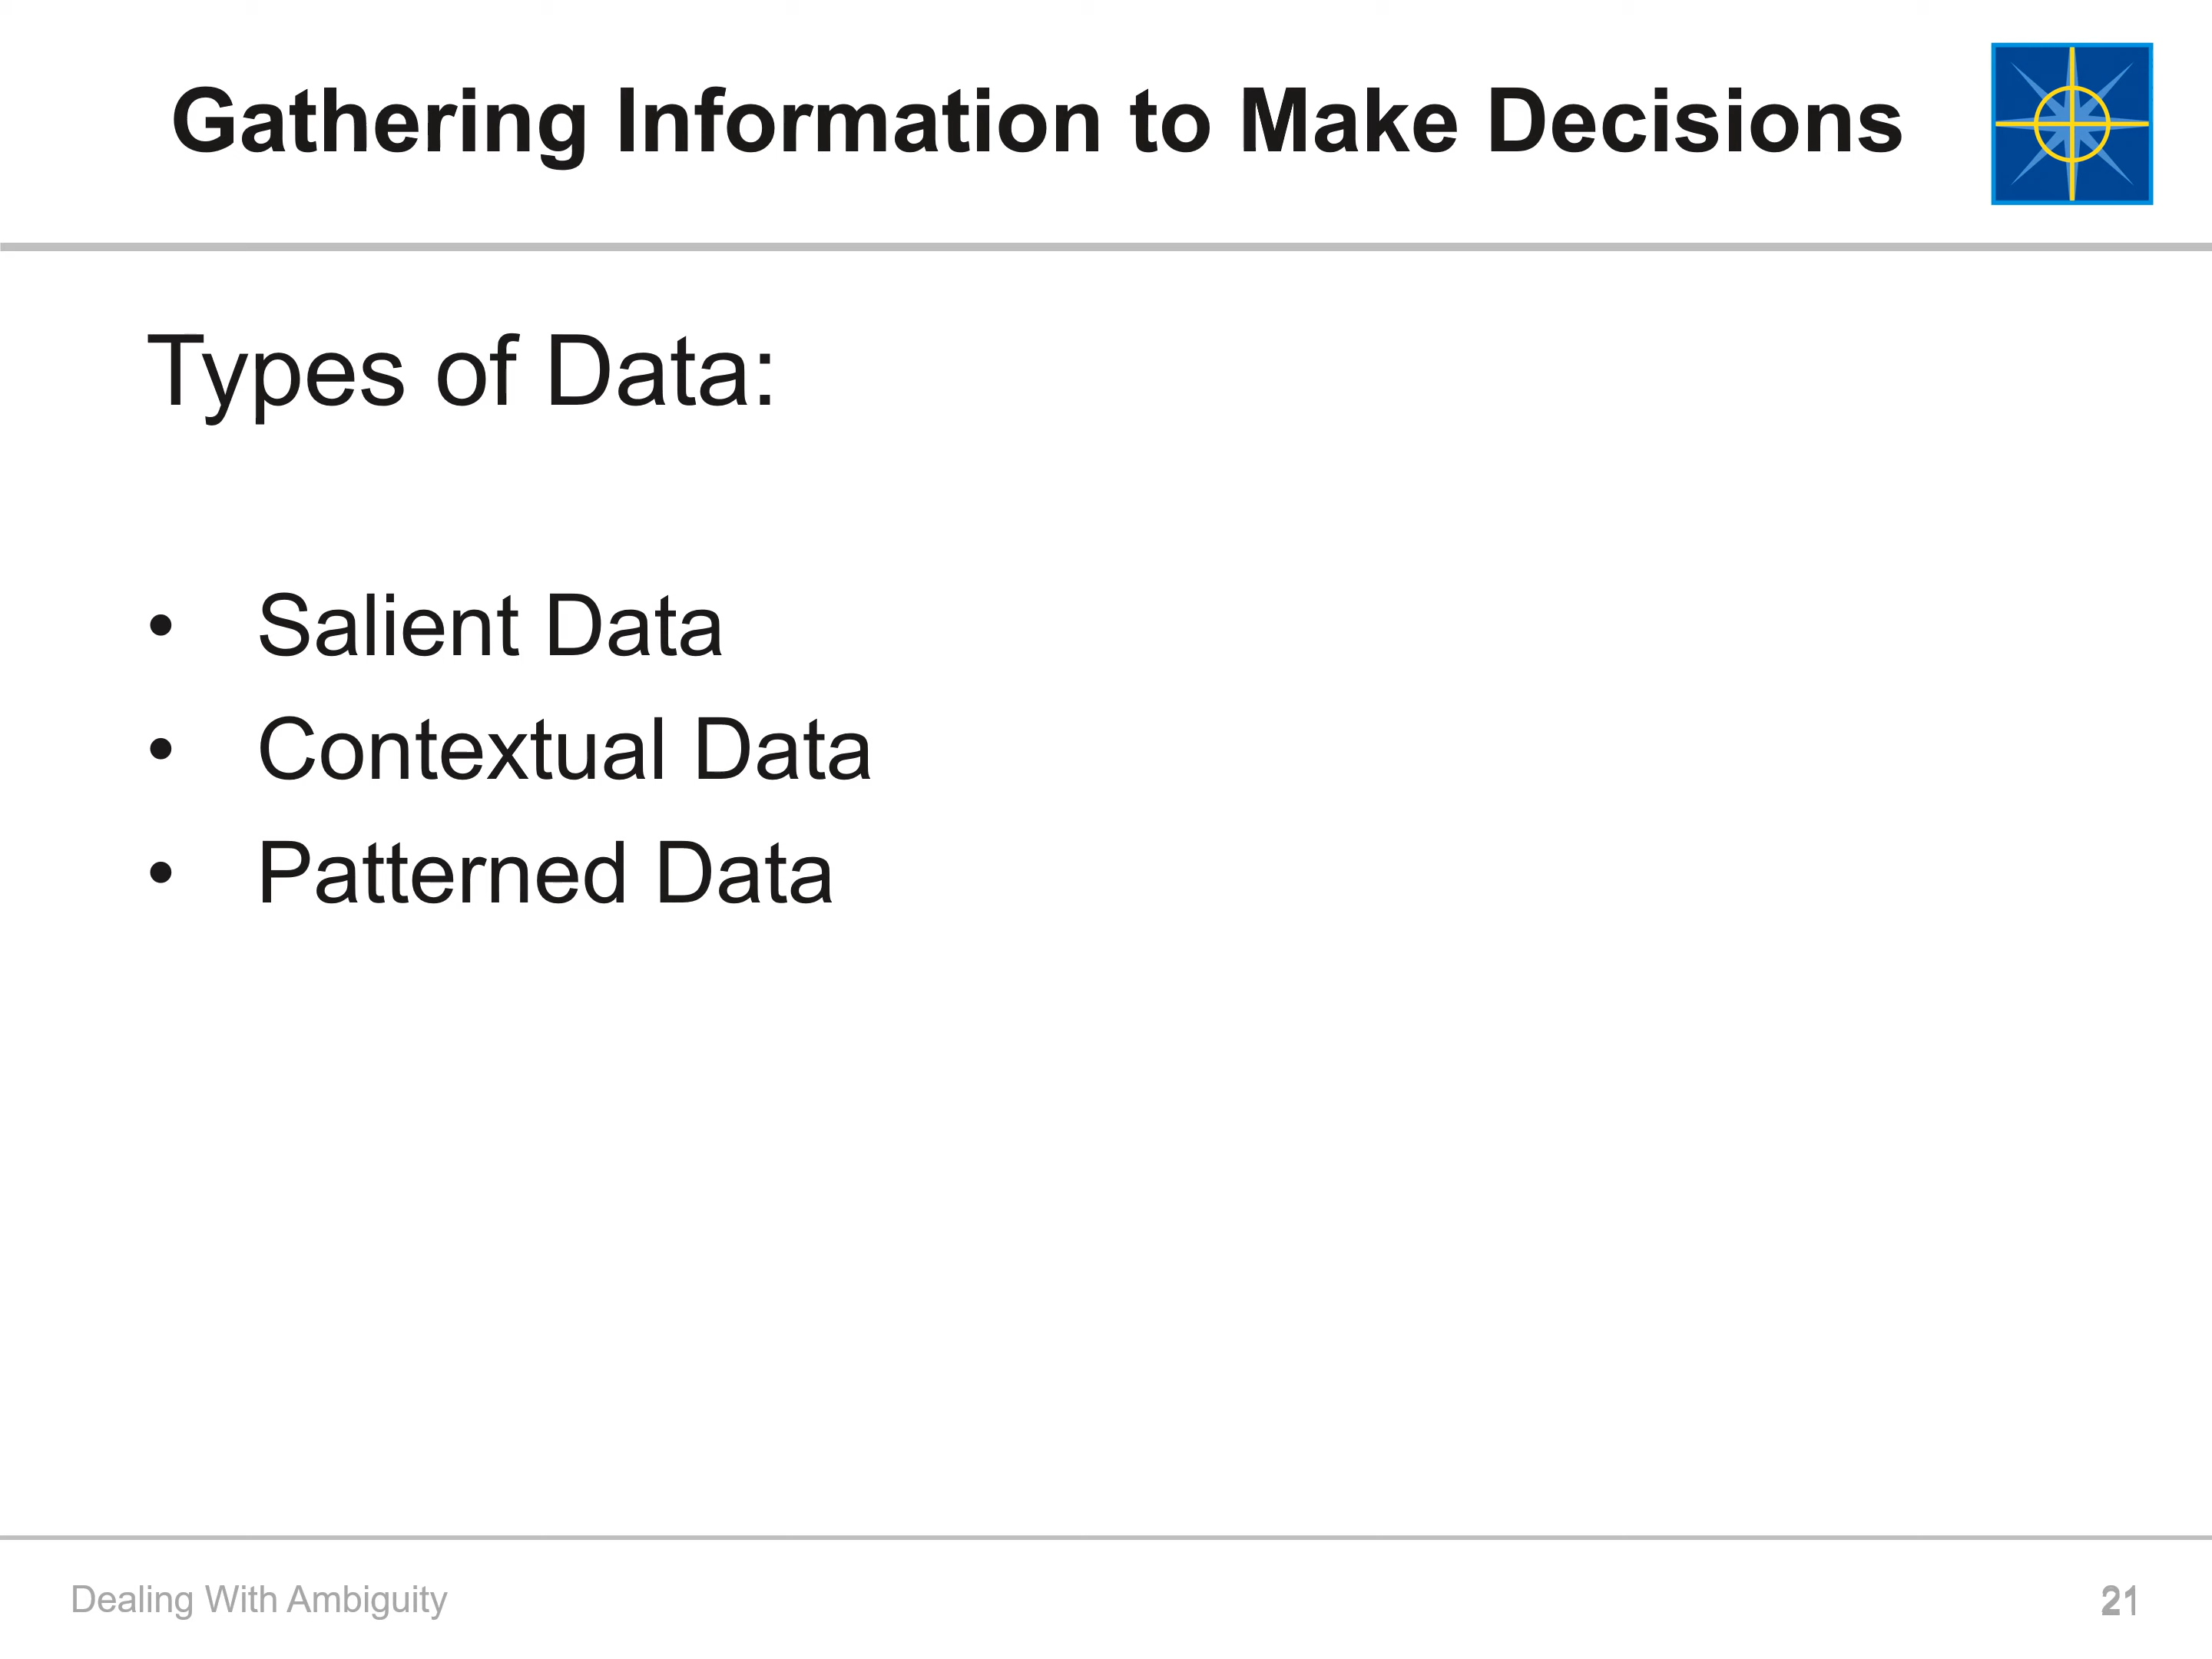 Gathering Information to Make Decisions
Types of Data:
• Salient Data
• Contextual Data
• Patterned Data
Dealing With Ambiguity
21